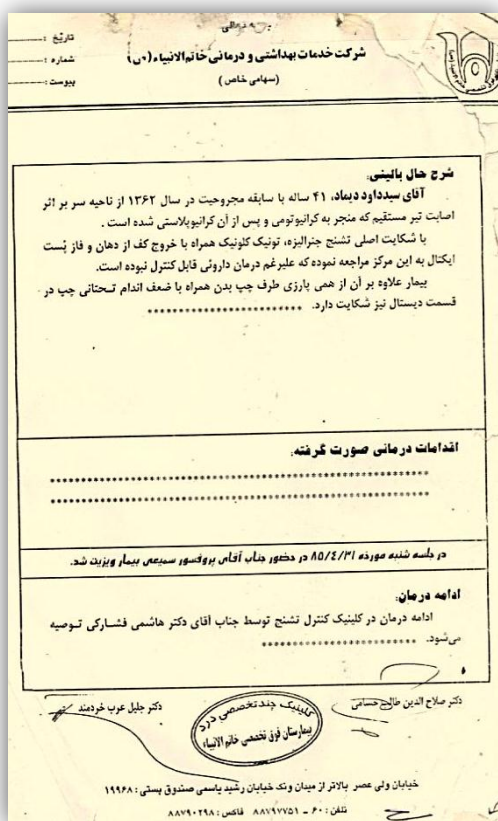 تاریخ :
شماره :
پیوست :
شرکت خدمات بهداشتی و درمانی خاتم الانبیاء (ص)
(سهامی خاص)
شرح حال بالینی:
آقای سیدداود دیماد، ۴۱ ساله با سابقه مجروحیت در سال ۱۳۶۲ از ناحیه سر بر اثر
اصابت تیر مستقیم که منجر به کرانیوتومی و پس از آن کرانیوپلاستی شده است .
با شکایت اصلی تشنج جنرالیزه، تونیک کلونیک همراه با خروج کف از دهان و فاز پُست
ایکتال به این مرکز مراجعه نموده که علیرغم درمان داروئی قابل کنترل نبوده است.
بیمار علاوه بر آن از همی پارزی طرف چپ بدن همراه با ضعف اندام تحتانی چپ در
قسمت دیستال نیز شکایت دارد. **************************
اقدامات درمانی صورت گرفته:
************************************************************
************************************************************
در جلسه شنبه مورخه ۸۵/۴/۳۱ در حضور جناب آقای پروفسور سمیعی بیمار ویزیت شد.
ادامه درمان:
ادامه درمان در کلینیک کنترل تشنج توسط جناب آقای دکتر هاشمی فشارکی توصیه
می‌شود. **********************
دکتر صلاح الدین حسامی
دکتر جلیل عرب خردمند
کلینیک چند تخصصی درد
بیمارستان فوق تخصصی خاتم الانبیاء
خیابان ولی عصر بالاتر از میدان ونک خیابان رشید یاسمی صندوق پستی : ۱۹۹۶۸
تلفن : ۶۰ ـ ۸۸۷۹۷۷۵۱ فاکس : ۸۸۷۹۰۲۹۸